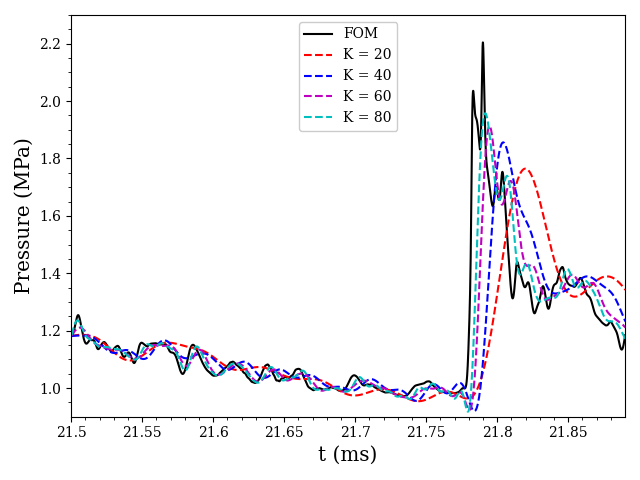 FOM
K = 20
K = 40
K = 60
K = 80
Pressure (MPa)
2.2
2.0
1.8
1.6
1.4
1.2
1.0
21.5 21.55 21.6 21.65 21.7 21.75 21.8 21.85
t (ms)